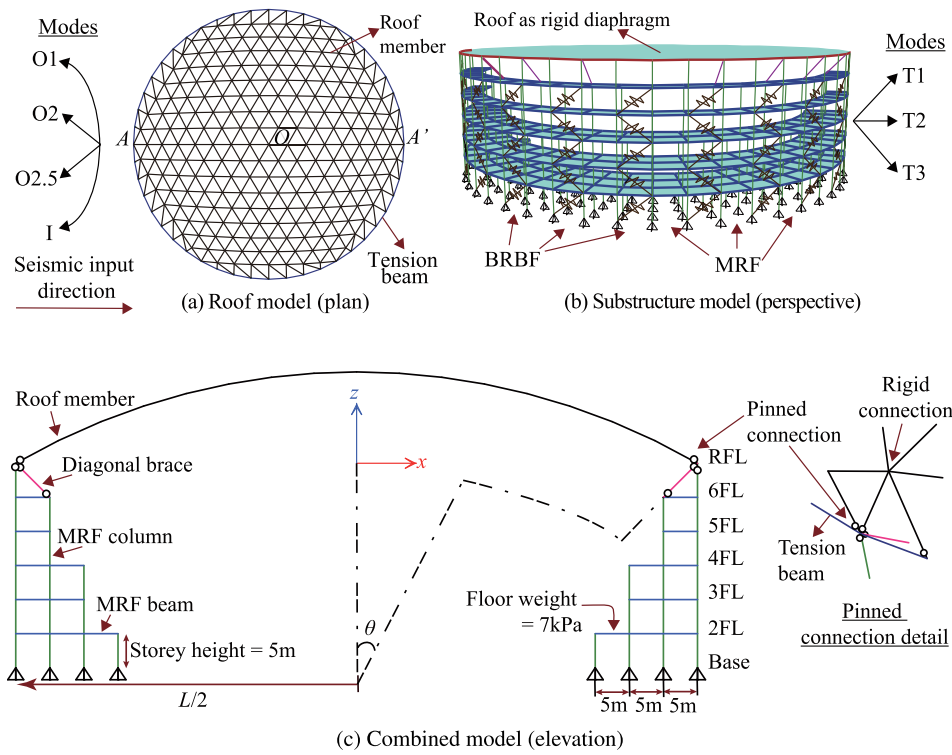 Modes
O1
O2
O2.5
I
Seismic input
direction
A
O
A’
Roof
member
Tension
beam
(a) Roof model (plan)
Roof as rigid diaphragm
Modes
T1
T2
T3
BRBF
MRF
(b) Substructure model (perspective)
Roof member
Diagonal brace
MRF column
MRF beam
Storey height = 5m
L/2
z
x
θ
Floor weight
= 7kPa
5m
5m
5m
Pinned
connection
RFL
6FL
5FL
4FL
3FL
2FL
Base
Rigid
connection
Tension
beam
Pinned
connection detail
(c) Combined model (elevation)